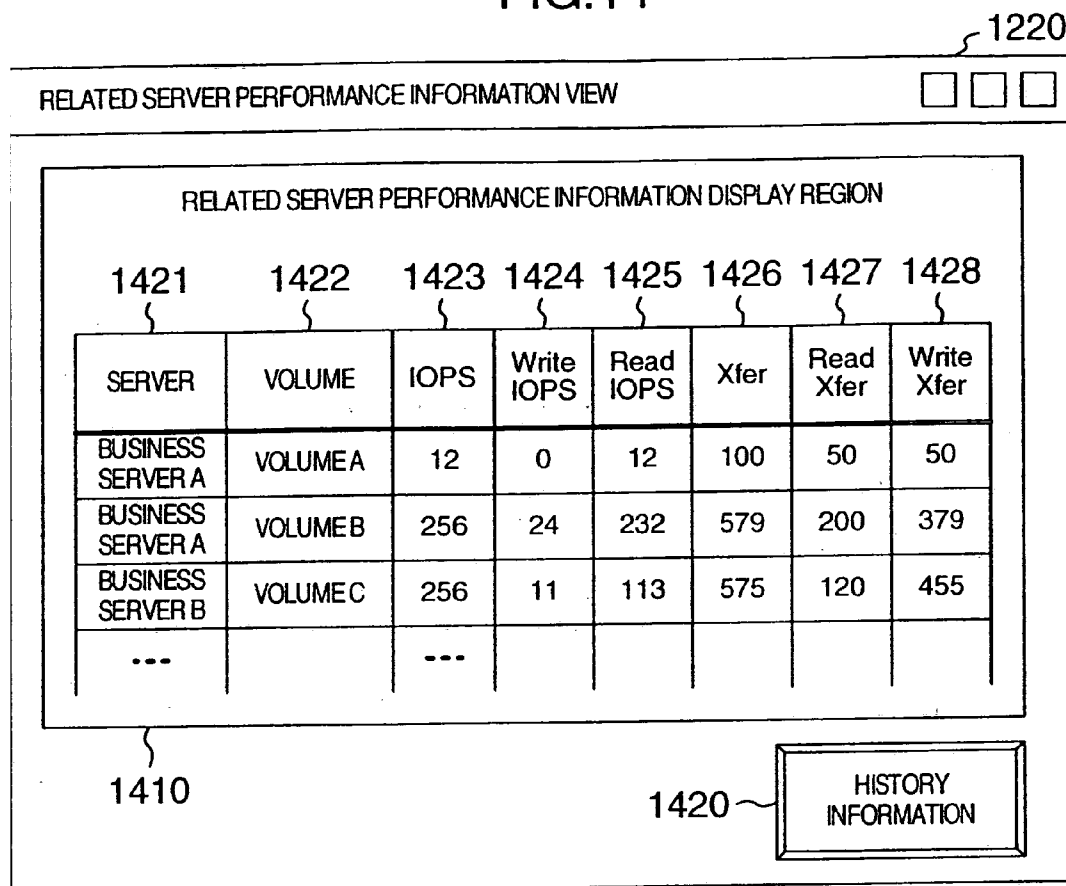 1220
RELATED SERVER PERFORMANCE INFORMATION VIEW
RELATED SERVER PERFORMANCE INFORMATION DISPLAY REGION
1421 1422 1423 1424 1425 1426 1427 1428
SERVER VOLUME IOPS Write IOPS Read IOPS Xfer Read Xfer Write Xfer
BUSINESS SERVER A VOLUME A 12 0 12 100 50 50
BUSINESS SERVER A VOLUME B 256 24 232 579 200 379
BUSINESS SERVER B VOLUME C 256 11 113 575 120 455
--- ---
1410
1420
HISTORY
INFORMATION